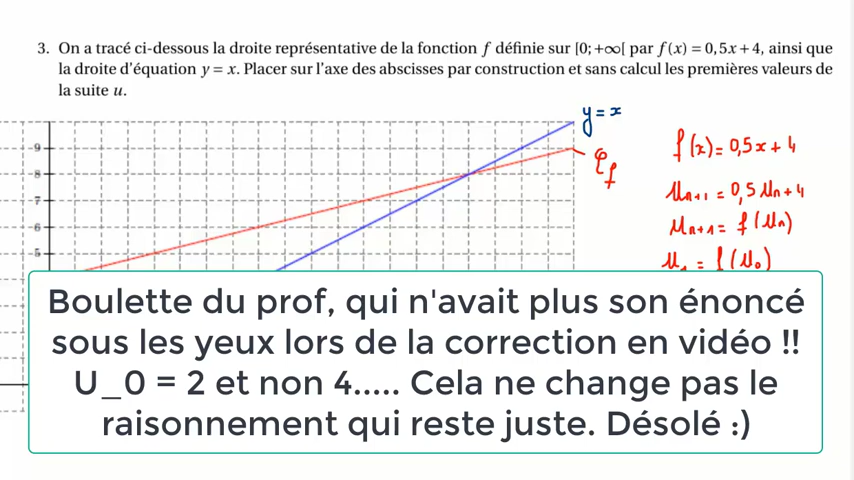 3. On a tracé ci-dessous la droite représentative de la fonction f définie sur [0; +∞[ par f(x) = 0,5x + 4, ainsi que
la droite d'équation y = x. Placer sur l'axe des abscisses par construction et sans calcul les premières valeurs de
la suite u.
y = x
f(x) = 0,5x + 4
9
𝒞f
8
Un+1 = 0,5 Un + 4
7
Un+1 = f(Un)
6
5
U1 = f(U0)
Boulette du prof, qui n'avait plus son énoncé
sous les yeux lors de la correction en vidéo !!
U_0 = 2 et non 4..... Cela ne change pas le
raisonnement qui reste juste. Désolé :)